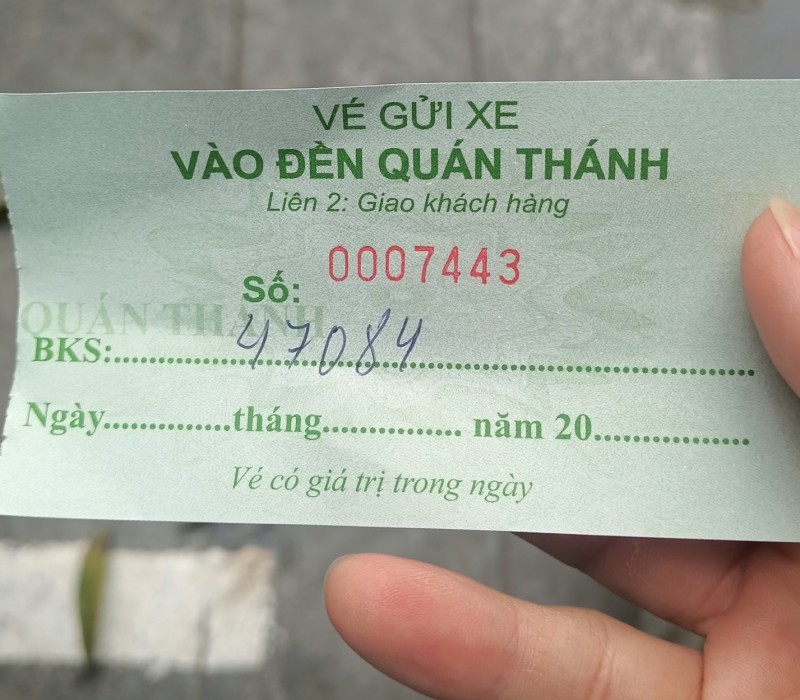 VÉ GỬI XE
VÀO ĐỀN QUÁN THÁNH
Liên 2: Giao khách hàng
Số: 0007443
QUÁN THÁNH
BKS:.......47084.......
Ngày.............tháng.............. năm 20................
Vé có giá trị trong ngày